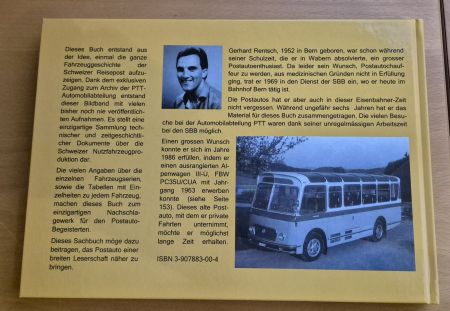 Dieses Buch entstand aus
der Idee, einmal die ganze
Fahrzeuggeschichte der
Schweizer Reisepost aufzu-
zeigen. Dank dem exklusiven
Zugang zum Archiv der PTT-
Automobilabteilung entstand
dieser Bildband mit vielen
bisher noch nie veröffentlich-
ten Aufnahmen. Es stellt eine
einzigartige Sammlung techni-
scher und zeitgeschichtli-
cher Dokumente über die
Schweizer Nutzfahrzeugpro-
duktion dar.
Die vielen Angaben über die
einzelnen Fahrzeugserien,
sowie die Tabellen mit Ein-
zelheiten zu jedem Fahrzeug,
machen dieses Buch zum
einzigartigen Nachschla-
gewerk für den Postauto-
Begeisterten.
Dieses Sachbuch möge dazu
beitragen, das Postauto einer
breiten Leserschaft näher zu
bringen.
Gerhard Rentsch, 1952 in Bern geboren, war schon während
seiner Schulzeit, die er in Wabern absolvierte, ein grosser
Postautoenthusiast. Da leider sein Wunsch, Postautochauf-
feur zu werden, aus medizinischen Gründen nicht in Erfüllung
ging, trat er 1969 in den Dienst der SBB ein, wo er heute im
Bahnhof Bern tätig ist.
Die Postautos hat er aber auch in dieser Eisenbahner-Zeit
nicht vergessen. Während ungefähr sechs Jahren hat er das
Material für dieses Buch zusammengetragen. Die vielen Besu-
che bei der Automobilabteilung PTT waren dank seiner unregelmässigen Arbeitszeit
bei den SBB möglich.
Einen grossen Wunsch
konnte er sich im Jahre
1986 erfüllen, indem er
einen ausrangierten Al-
penwagen III-U, FBW
PC35U/CUA mit Jahr-
gang 1963 erwerben
konnte (siehe Seite
153). Dieses alte Post-
auto, mit dem er private
Fahrten unternimmt,
möchte er möglichst
lange Zeit erhalten.
ISBN 3-907883-00-4